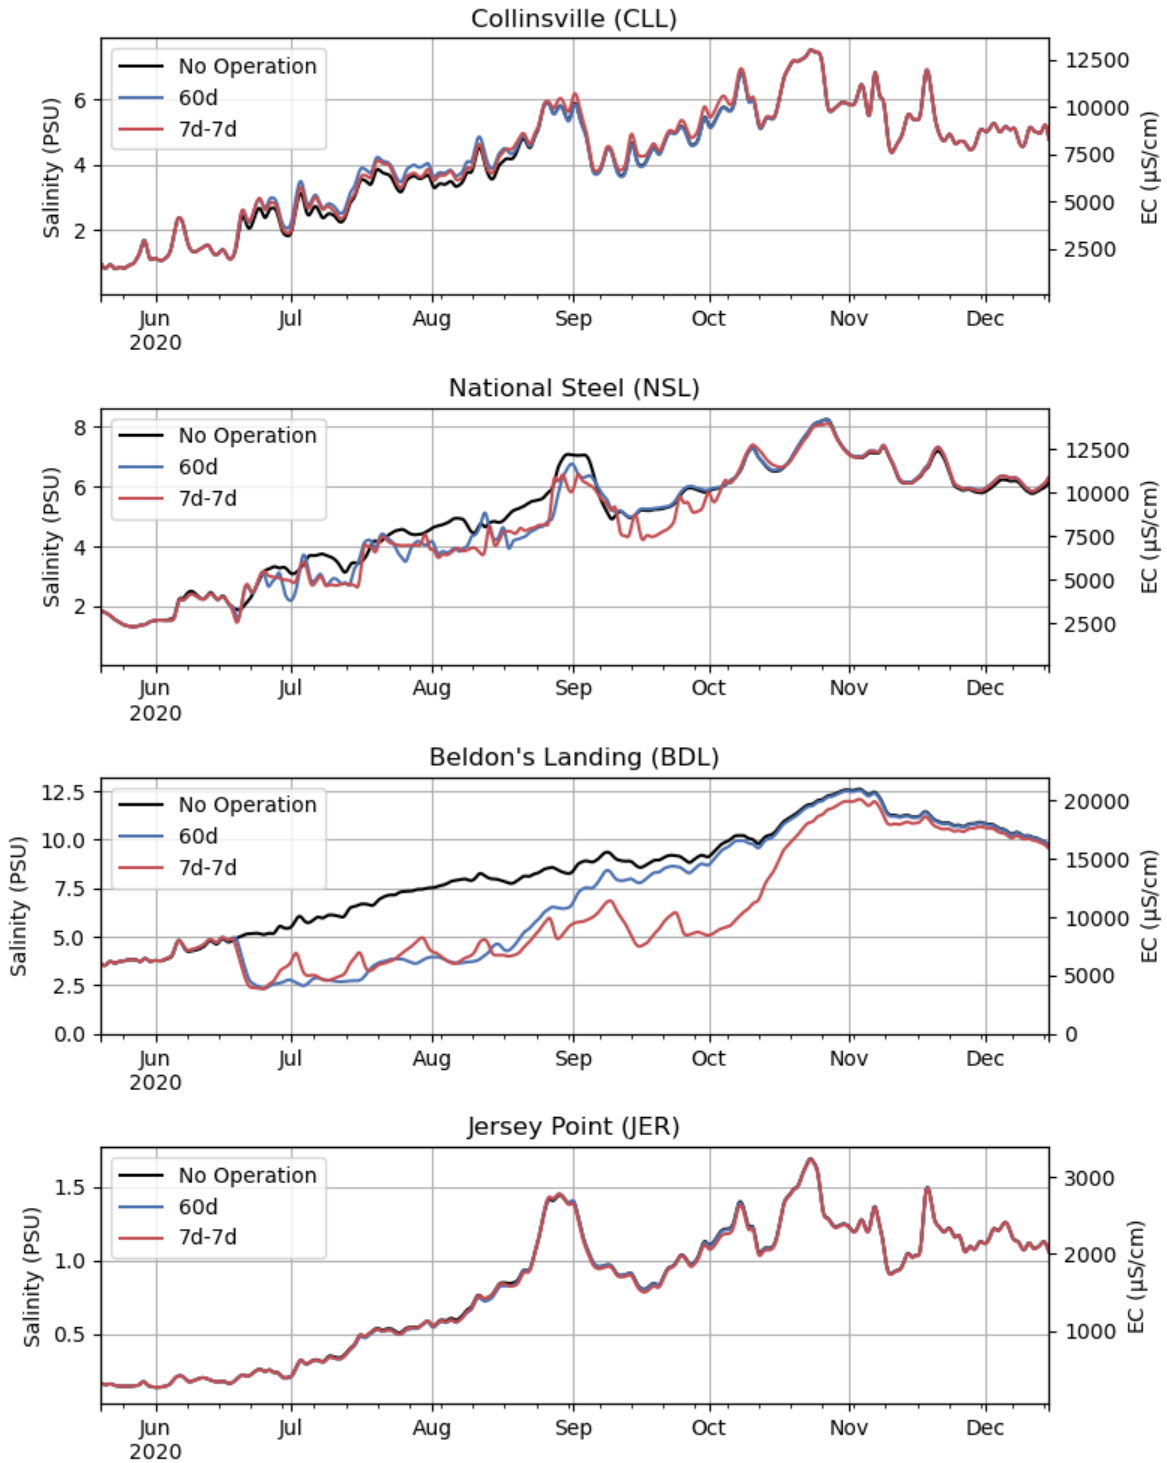 Collinsville (CLL)
No Operation
60d
7d-7d
Salinity (PSU)
6
4
2
12500
10000
7500
5000
2500
EC (µS/cm)
Jun Jul Aug Sep Oct Nov Dec
2020
National Steel (NSL)
No Operation
60d
7d-7d
Salinity (PSU)
8
6
4
2
12500
10000
7500
5000
2500
EC (µS/cm)
Jun Jul Aug Sep Oct Nov Dec
2020
Beldon's Landing (BDL)
No Operation
60d
7d-7d
Salinity (PSU)
12.5
10.0
7.5
5.0
2.5
0.0
20000
15000
10000
5000
0
EC (µS/cm)
Jun Jul Aug Sep Oct Nov Dec
2020
Jersey Point (JER)
No Operation
60d
7d-7d
Salinity (PSU)
1.5
1.0
0.5
3000
2000
1000
EC (µS/cm)
Jun Jul Aug Sep Oct Nov Dec
2020